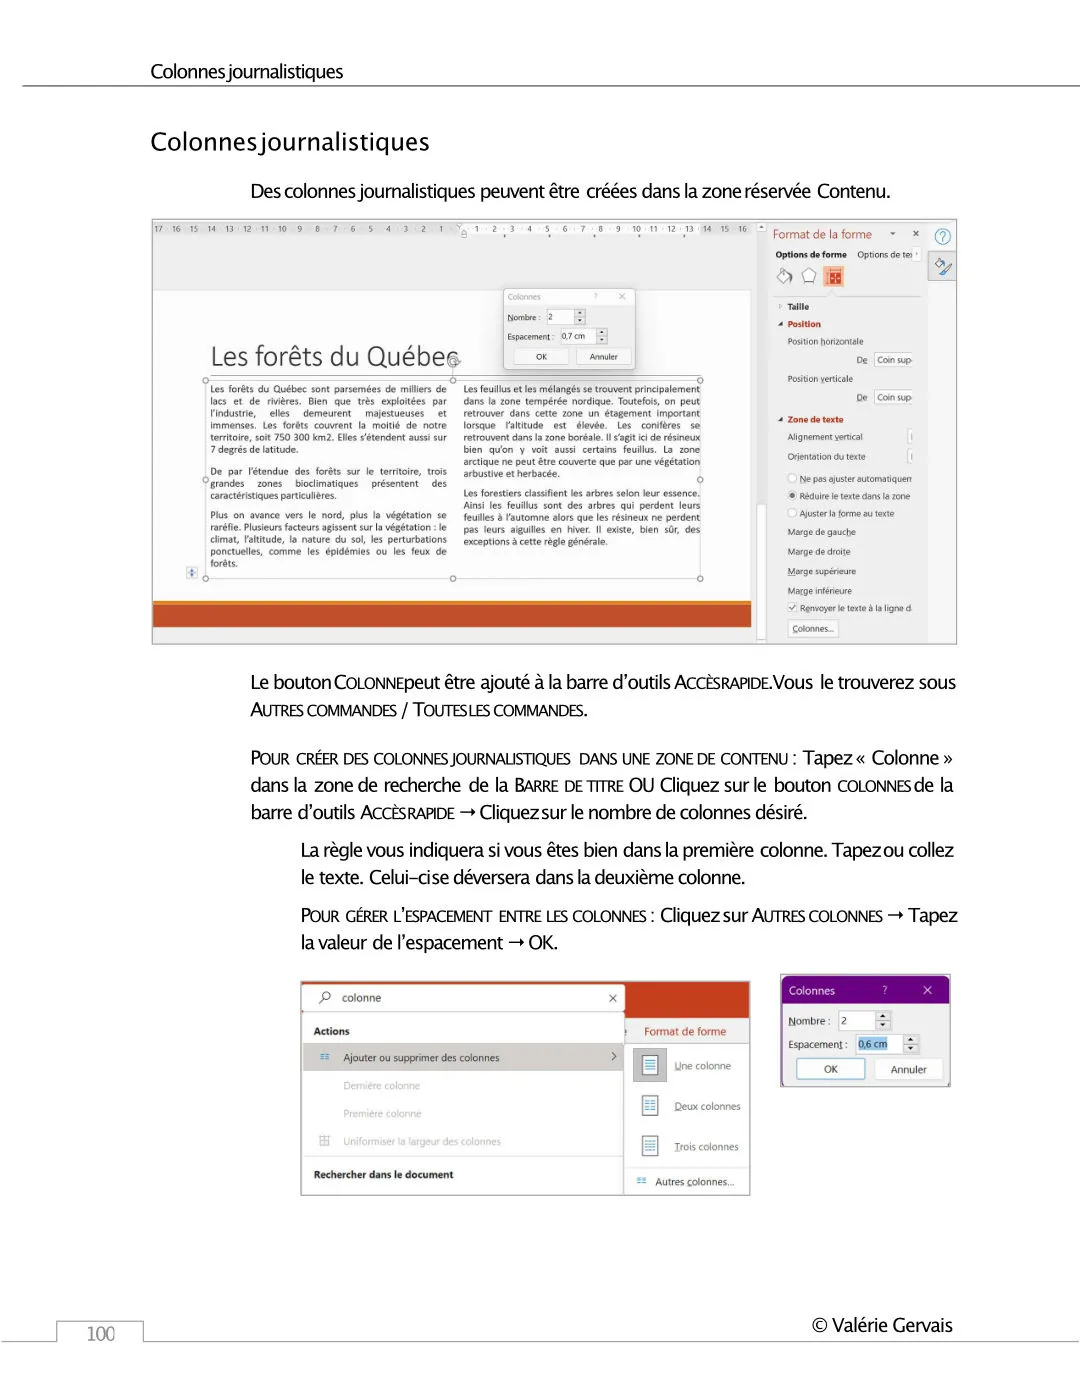 Colonnes journalistiques
Colonnes journalistiques
Des colonnes journalistiques peuvent être créées dans la zone réservée Contenu.
17 16 15 14 13 12 11 10 9 8 7 6 5 4 3 2 1 1 2 3 4 5 6 7 8 9 10 11 12 13 14 15 16
Colonnes ? ×
Nombre : 2
Espacement : 0,7 cm
OK Annuler
Les forêts du Québec
Les forêts du Québec sont parsemées de milliers de
lacs et de rivières. Bien que très exploitées par
l'industrie, elles demeurent majestueuses et
immenses. Les forêts couvrent la moitié de notre
territoire, soit 750 300 km2. Elles s'étendent aussi sur
7 degrés de latitude.
De par l'étendue des forêts sur le territoire, trois
grandes zones bioclimatiques présentent des
caractéristiques particulières.
Plus on avance vers le nord, plus la végétation se
raréfie. Plusieurs facteurs agissent sur la végétation : le
climat, l'altitude, la nature du sol, les perturbations
ponctuelles, comme les épidémies ou les feux de
forêts.
Les feuillus et les mélangés se trouvent principalement
dans la zone tempérée nordique. Toutefois, on peut
retrouver dans cette zone un étagement important
lorsque l'altitude est élevée. Les conifères se
retrouvent dans la zone boréale. Il s'agit ici de résineux
bien qu'on y voit aussi certains feuillus. La zone
arctique ne peut être couverte que par une végétation
arbustive et herbacée.
Les forestiers classifient les arbres selon leur essence.
Ainsi les feuillus sont des arbres qui perdent leurs
feuilles à l'automne alors que les résineux ne perdent
pas leurs aiguilles en hiver. Il existe, bien sûr, des
exceptions à cette règle générale.
Format de la forme
Options de forme Options de tex
Taille
Position
Position horizontale
De Coin sup
Position verticale
De Coin sup
Zone de texte
Alignement vertical
Orientation du texte
Ne pas ajuster automatiquem
Réduire le texte dans la zone
Ajuster la forme au texte
Marge de gauche
Marge de droite
Marge supérieure
Marge inférieure
Renvoyer le texte à la ligne d
Colonnes...
Le bouton COLONNE peut être ajouté à la barre d'outils ACCÈS RAPIDE. Vous le trouverez sous
AUTRES COMMANDES / TOUTES LES COMMANDES.
POUR CRÉER DES COLONNES JOURNALISTIQUES DANS UNE ZONE DE CONTENU : Tapez « Colonne »
dans la zone de recherche de la BARRE DE TITRE OU Cliquez sur le bouton COLONNES de la
barre d'outils ACCÈS RAPIDE → Cliquez sur le nombre de colonnes désiré.
La règle vous indiquera si vous êtes bien dans la première colonne. Tapez ou collez
le texte. Celui-ci se déversera dans la deuxième colonne.
POUR GÉRER L'ESPACEMENT ENTRE LES COLONNES : Cliquez sur AUTRES COLONNES → Tapez
la valeur de l'espacement → OK.
colonne
Actions
Ajouter ou supprimer des colonnes
Dernière colonne
Première colonne
Uniformiser la largeur des colonnes
Rechercher dans le document
Format de forme
Une colonne
Deux colonnes
Trois colonnes
Autres colonnes...
Colonnes ? ×
Nombre : 2
Espacement : 0,6 cm
OK Annuler
100
© Valérie Gervais